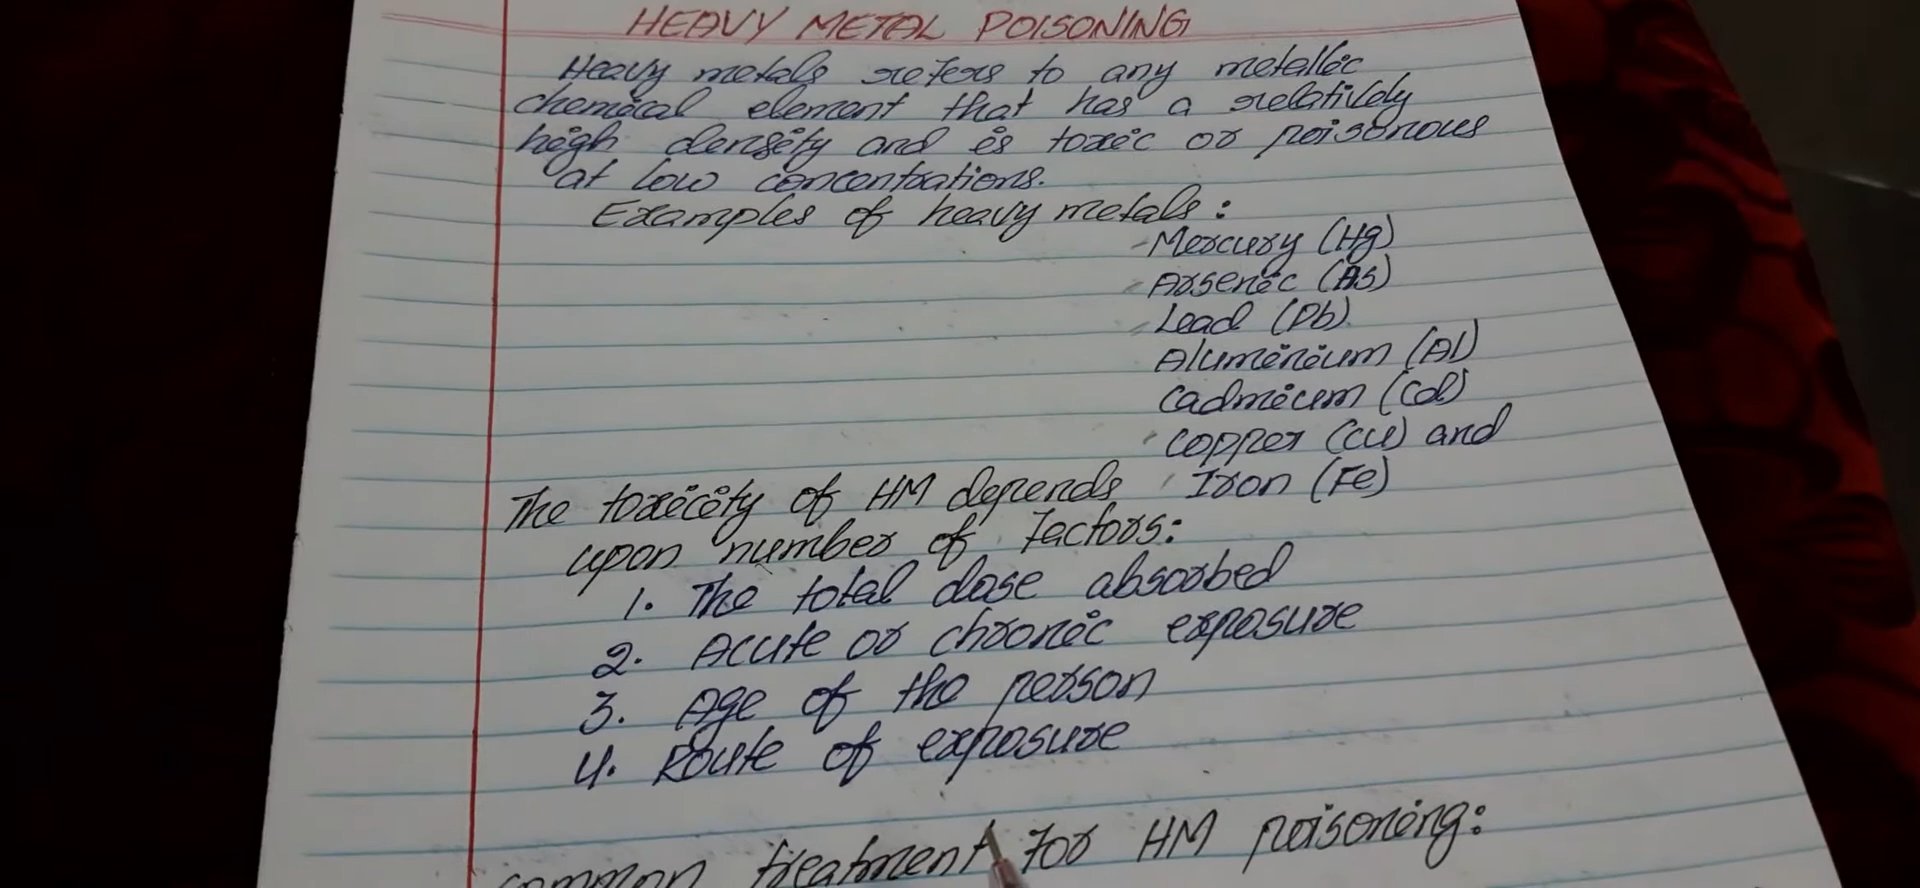 HEAVY METAL POISONING
Heavy metals refers to any metallic
chemical element that has a relatively
high density and is toxic or poisonous
at low concentrations.
Examples of heavy metals :
- Mercury (Hg)
- Arsenic (As)
- Lead (Pb)
Aluminium (Al)
Cadmium (Cd)
Copper (Cu) and
Iron (Fe)
The toxicity of HM depends
upon number of factors:
1. The total dose absorbed
2. Acute or chronic exposure
3. Age of the person
4. Route of exposure
common treatment for HM poisoning: